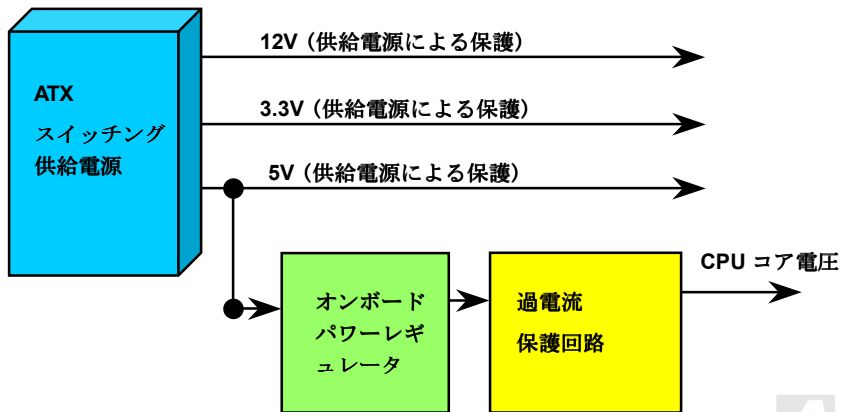 12V (供給電源による保護)
3.3V (供給電源による保護)
5V (供給電源による保護)
ATX
スイッチング
供給電源
オンボード
パワーレギ
ュレータ
過電流
保護回路
CPU コア電圧